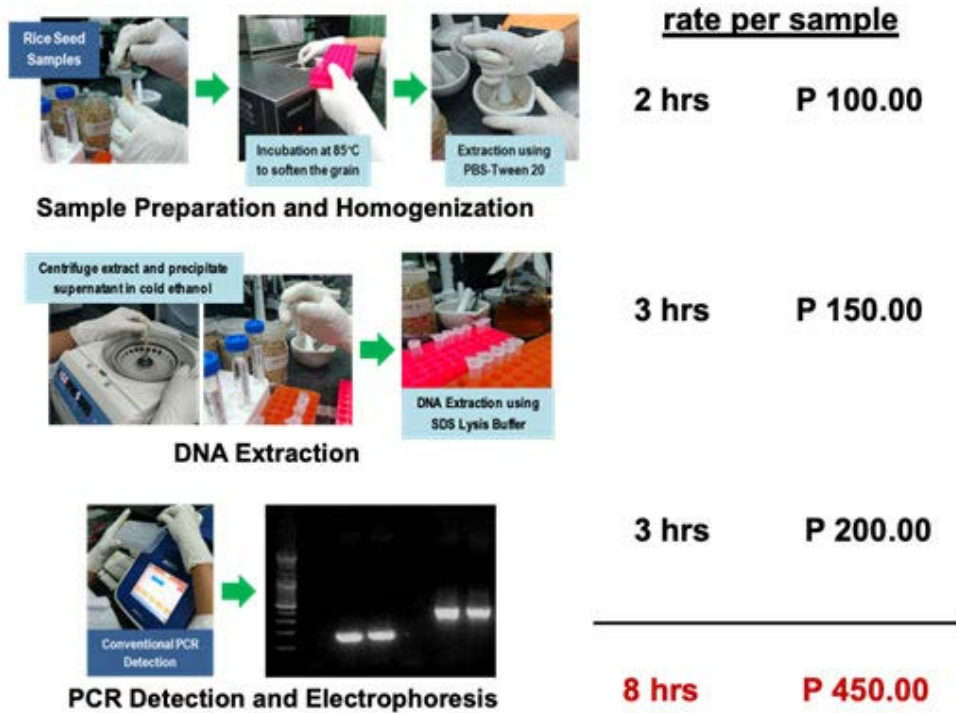 rate per sample
Rice Seed
Samples
Incubation at 85°C
to soften the grain
Extraction using
PBS-Tween 20
2 hrs P 100.00
Sample Preparation and Homogenization
Centrifuge extract and precipitate
supernatant in cold ethanol
DNA Extraction using
SDS Lysis Buffer
3 hrs P 150.00
DNA Extraction
Conventional PCR
Detection
3 hrs P 200.00
PCR Detection and Electrophoresis
8 hrs P 450.00